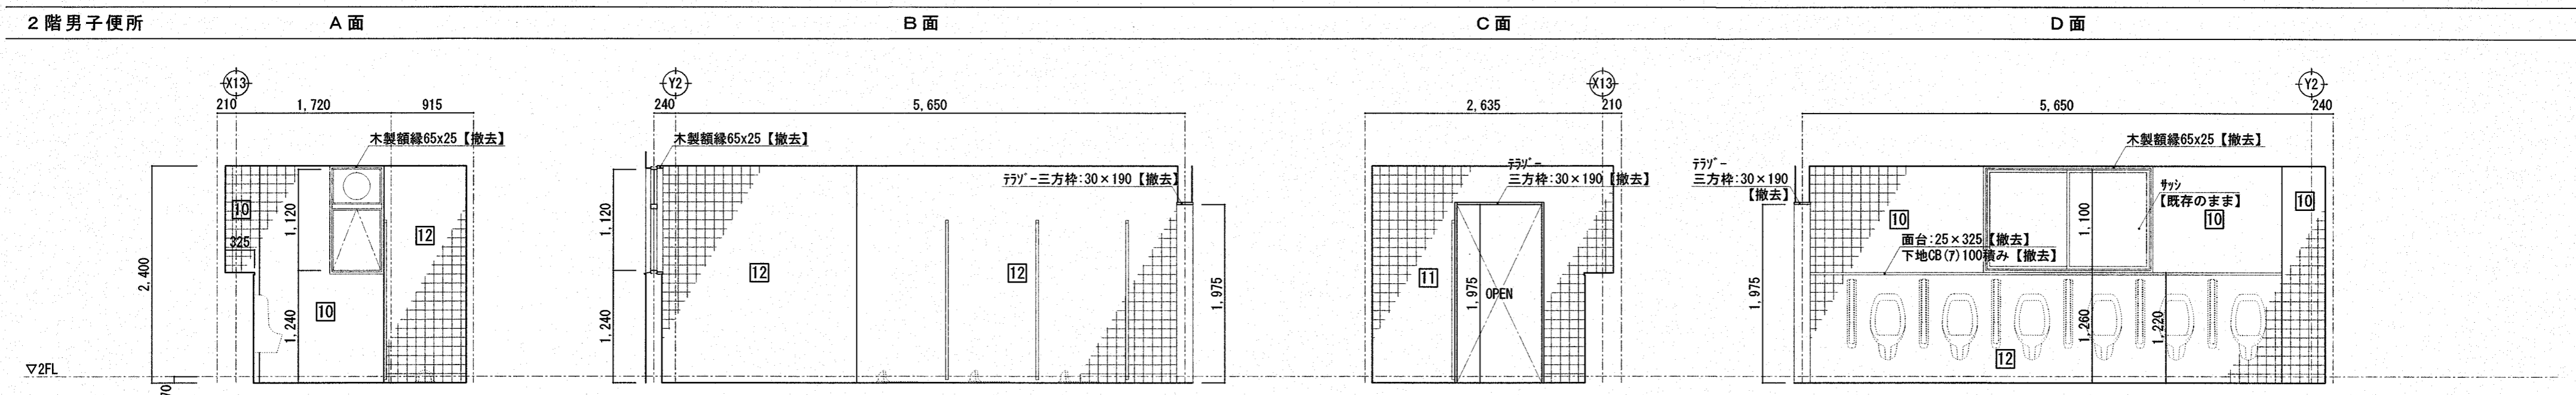 2階男子便所 A面 B面 C面 D面
X13
210 1,720 915
木製額縁65x25【撤去】
10
325
1,120
12
2,400
10
1,240
▽2FL
70
Y2
240 5,650
木製額縁65x25【撤去】
テラゾー三方枠:30×190【撤去】
1,120
12
12
1,240
1,975
X13
2,635 210
テラゾー
三方枠:30×190【撤去】
11
1,975
OPEN
Y2
5,650 240
木製額縁65x25【撤去】
テラゾー
三方枠:30×190
【撤去】
サッシ
【既存のまま】
10
10
10
1,100
面台:25×325【撤去】
下地CB(7)100積み【撤去】
1,975
1,260
1,220
12